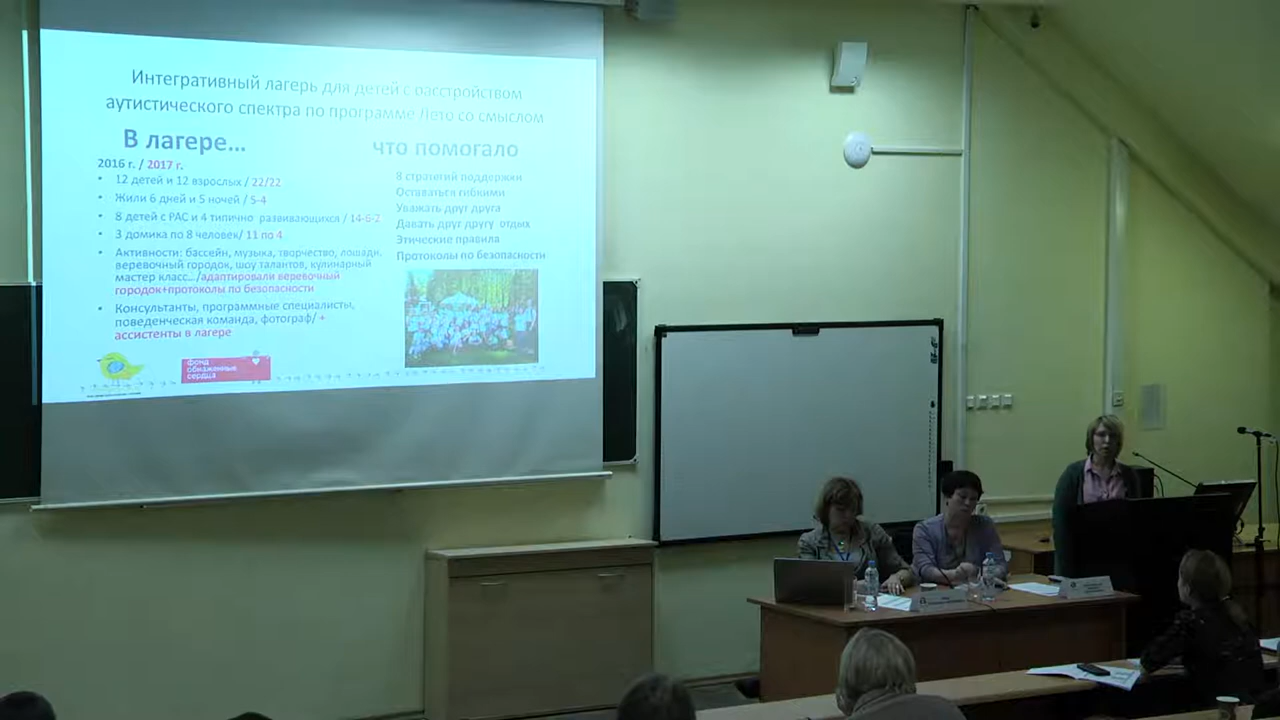 Интегративный лагерь для детей с расстройством
аутистического спектра по программе Лето со смыслом
В лагере...
2016 г. / 2017 г.
• 12 детей и 12 взрослых / 22/22
• Жили 6 дней и 5 ночей / 5-4
• 8 детей с РАС и 4 типично развивающихся / 14-6-2
• 3 домика по 8 человек/ 11 по 4
• Активности: бассейн, музыка, творчество, лошади,
веревочный городок, шоу талантов, кулинарный
мастер класс.../адаптировали веревочный
городок+протоколы по безопасности
• Консультанты, программные специалисты,
поведенческая команда, фотограф/ +
ассистенты в лагере
что помогало
8 стратегий поддержки
Оставаться гибкими
Уважать друг друга
Давать друг другу отдых
Этические правила
Протоколы по безопасности
фонд
обнаженные
сердца